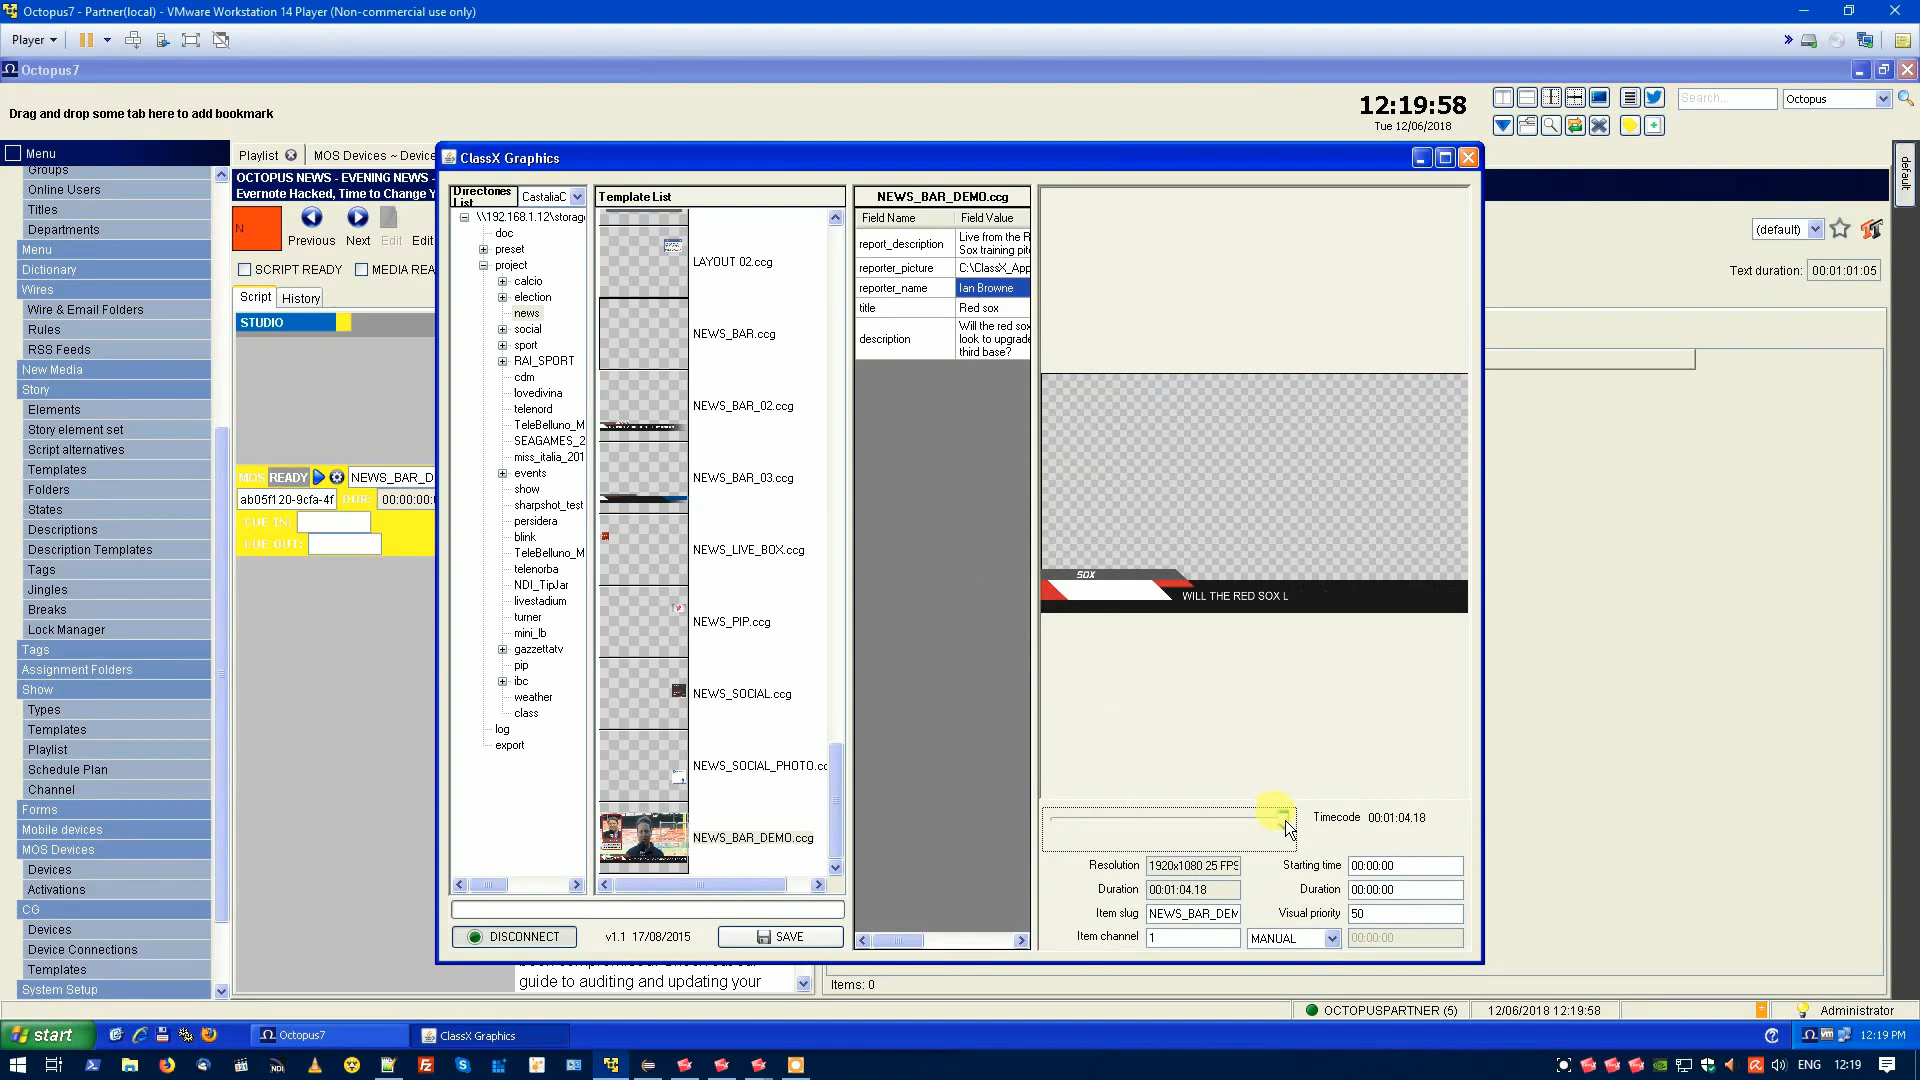 Octopus7 - Partner(local) - VMware Workstation 14 Player (Non-commercial use only)
Player
Octopus7
Drag and drop some tab here to add bookmark
12:19:58
Tue 12/06/2018
Search...
Octopus
default
Menu
Groups
Online Users
Titles
Departments
Menu
Dictionary
Wires
Wire & Email Folders
Rules
RSS Feeds
New Media
Story
Elements
Story element set
Script alternatives
Templates
Folders
States
Descriptions
Description Templates
Tags
Jingles
Breaks
Lock Manager
Tags
Assignment Folders
Show
Types
Templates
Playlist
Schedule Plan
Channel
Forms
Mobile devices
MOS Devices
Devices
Activations
CG
Devices
Device Connections
Templates
System Setup
Playlist
MOS Devices ~ Device
OCTOPUS NEWS - EVENING NEWS -
Evernote Hacked, Time to Change Y
N
Previous
Next
Edit
Edit
SCRIPT READY
MEDIA REA
Script
History
STUDIO
MOS READY
NEWS_BAR_D
ab05f120-9cfa-4f
DUR:
00:00:00:
CUE IN:
CUE OUT:
(default)
Text duration:
00:01:01:05
ClassX Graphics
Directories List
CastaliaC
\\192.168.1.12\storag
doc
preset
project
calcio
election
news
social
sport
RAI_SPORT
cdm
lovedivina
telenord
TeleBelluno_M
SEAGAMES_2
miss_italia_201
events
show
sharpshot_test
persidera
blink
TeleBelluno_M
telenorba
NDI_TipJar
livestadium
turner
mini_lb
gazzettatv
pip
ibc
weather
class
log
export
Template List
LAYOUT 02.ccg
NEWS_BAR.ccg
NEWS_BAR_02.ccg
NEWS_BAR_03.ccg
NEWS_LIVE_BOX.ccg
NEWS_PIP.ccg
NEWS_SOCIAL.ccg
NEWS_SOCIAL_PHOTO.cc
NEWS_BAR_DEMO.ccg
NEWS_BAR_DEMO.ccg
Field Name
Field Value
report_description
Live from the R
Sox training pit
reporter_picture
C:\ClassX_App
reporter_name
Ian Browne
title
Red sox
description
Will the red sox
look to upgrade
third base?
SOX
WILL THE RED SOX L
Timecode 00:01:04.18
Resolution
1920x1080 25 FPS
Starting time
00:00:00
Duration
00:01:04.18
Duration
00:00:00
Item slug
NEWS_BAR_DEM
Visual priority
50
Item channel
1
MANUAL
00:00:00
DISCONNECT
v1.1 17/08/2015
SAVE
guide to auditing and updating your
Items: 0
OCTOPUSPARTNER (5)
12/06/2018 12:19:58
Administrator
start
Octopus7
ClassX Graphics
12:19 PM
NDI
ENG
12:19